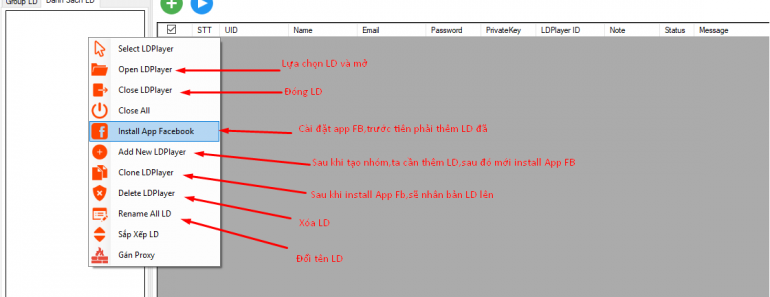 Group LD Danh Sách LD
STT UID Name Email Password PrivateKey LDPlayer ID Note Status Message
Select LDPlayer
Open LDPlayer
Lựa chọn LD và mở
Close LDPlayer
Đóng LD
Close All
Install App Facebook
Cài đặt app FB,trước tiên phải thêm LD đã
Add New LDPlayer
Sau khi tạo nhóm,ta cần thêm LD,sau đó mới install App FB
Clone LDPlayer
Sau khi install App Fb,sẽ nhân bản LD lên
Delete LDPlayer
Xóa LD
Rename All LD
Sắp Xếp LD
Đổi tên LD
Gán Proxy